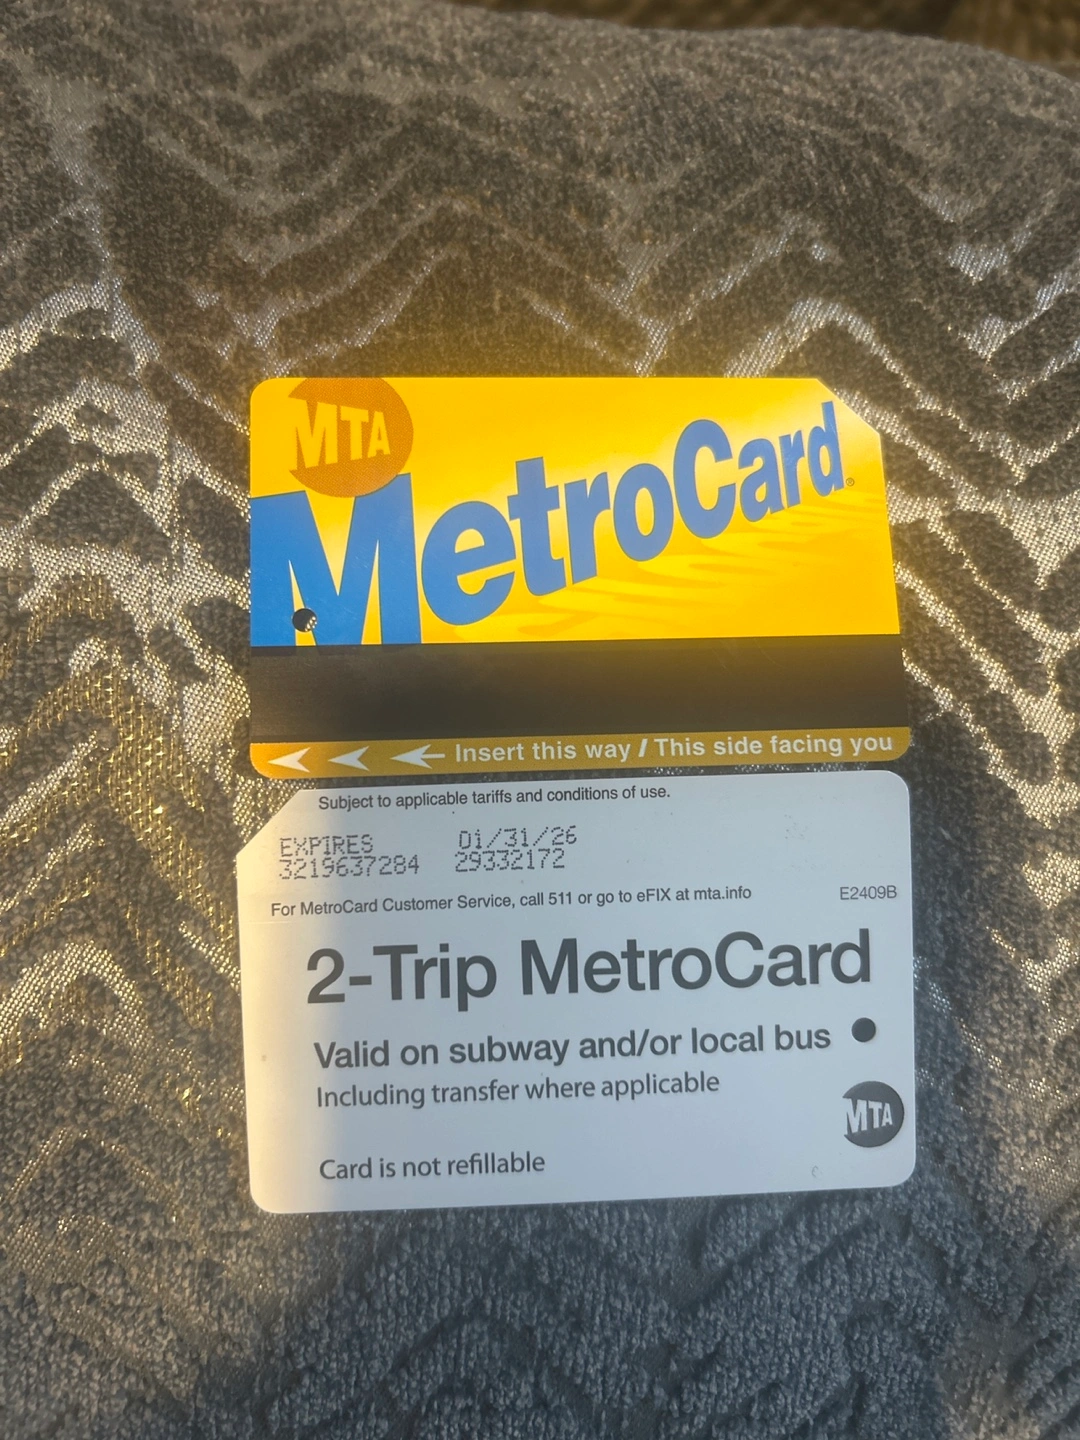 MTA
MetroCard®
Insert this way / This side facing you
Subject to applicable tariffs and conditions of use.
EXPIRES 01/31/26
3219637284 29332172
For MetroCard Customer Service, call 511 or go to eFIX at mta.info
E2409B
2-Trip MetroCard
Valid on subway and/or local bus
Including transfer where applicable
MTA
Card is not refillable